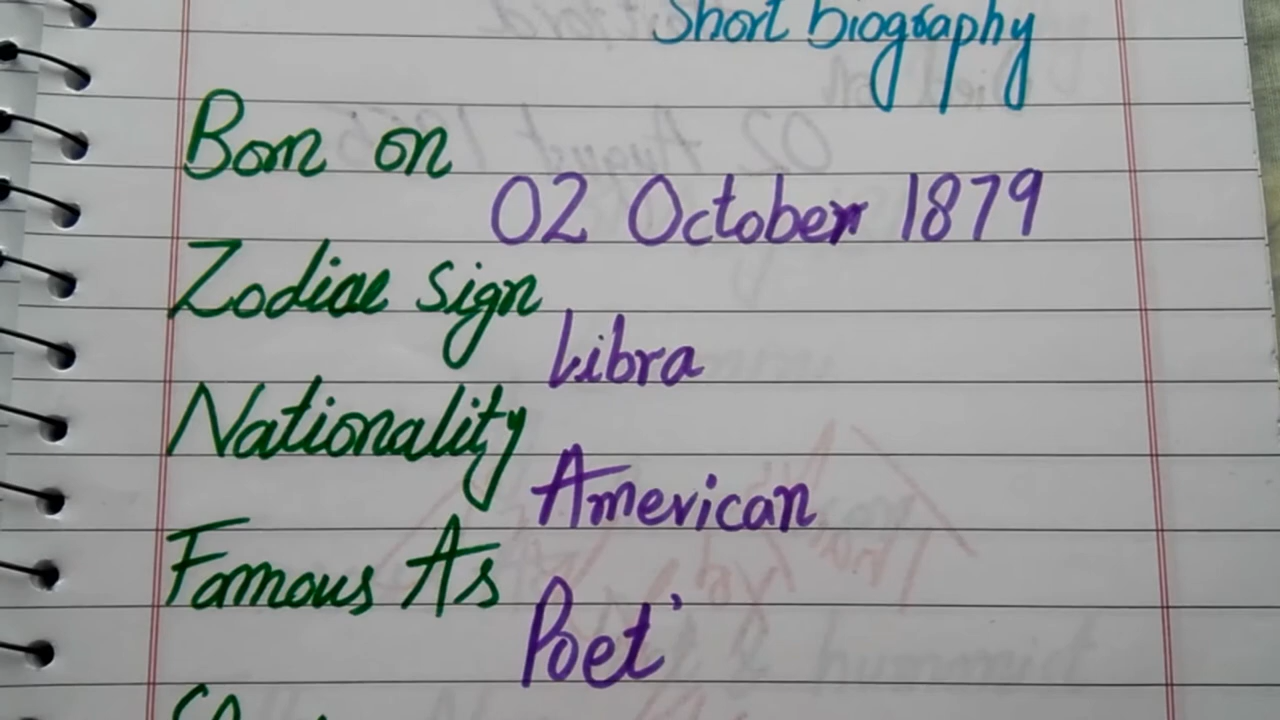 Short biography
Born on
02 October 1879
Zodiac sign
Libra
Nationality
American
Famous As
Poet